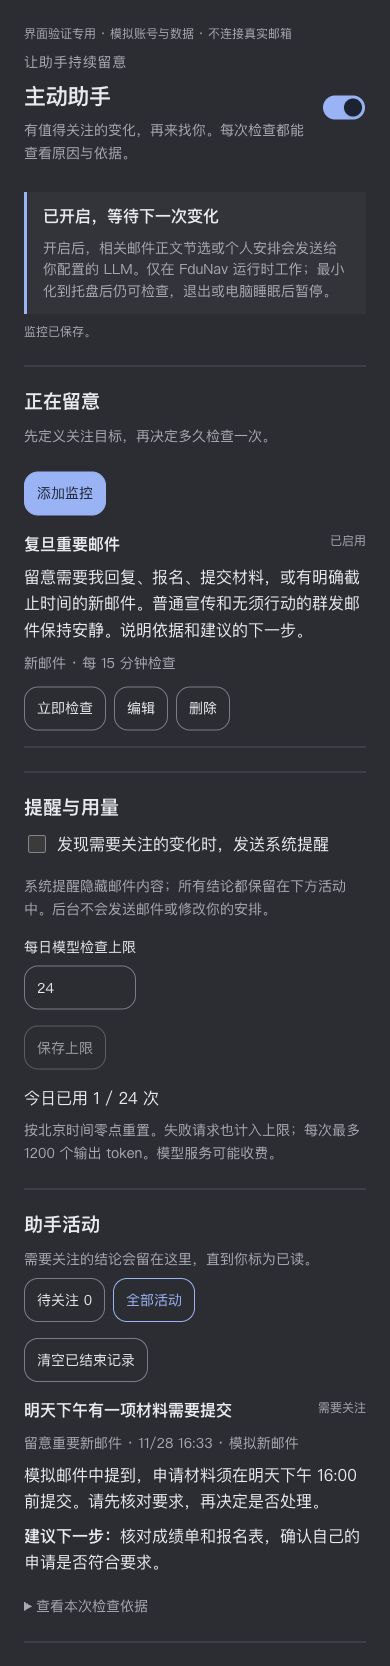 界面验证专用 · 模拟账号与数据 · 不连接真实邮箱
让助手持续留意
主动助手
有值得关注的变化，再来找你。每次检查都能
查看原因与依据。
已开启，等待下一次变化
开启后，相关邮件正文节选或个人安排会发送给
你配置的 LLM。仅在 FduNav 运行时工作；最小
化到托盘后仍可检查，退出或电脑睡眠后暂停。
监控已保存。
正在留意
先定义关注目标，再决定多久检查一次。
添加监控
复旦重要邮件
已启用
留意需要我回复、报名、提交材料，或有明确截
止时间的新邮件。普通宣传和无须行动的群发邮
件保持安静。说明依据和建议的下一步。
新邮件 · 每 15 分钟检查
立即检查 编辑 删除
提醒与用量
发现需要关注的变化时，发送系统提醒
系统提醒隐藏邮件内容；所有结论都保留在下方活动
中。后台不会发送邮件或修改你的安排。
每日模型检查上限
24
保存上限
今日已用 1 / 24 次
按北京时间零点重置。失败请求也计入上限；每次最多
1200 个输出 token。模型服务可能收费。
助手活动
需要关注的结论会留在这里，直到你标为已读。
待关注 0 全部活动
清空已结束记录
明天下午有一项材料需要提交
需要关注
留意重要新邮件 · 11/28 16:33 · 模拟新邮件
模拟邮件中提到，申请材料须在明天下午 16:00
前提交。请先核对要求，再决定是否处理。
建议下一步：核对成绩单和报名表，确认自己的
申请是否符合要求。
查看本次检查依据